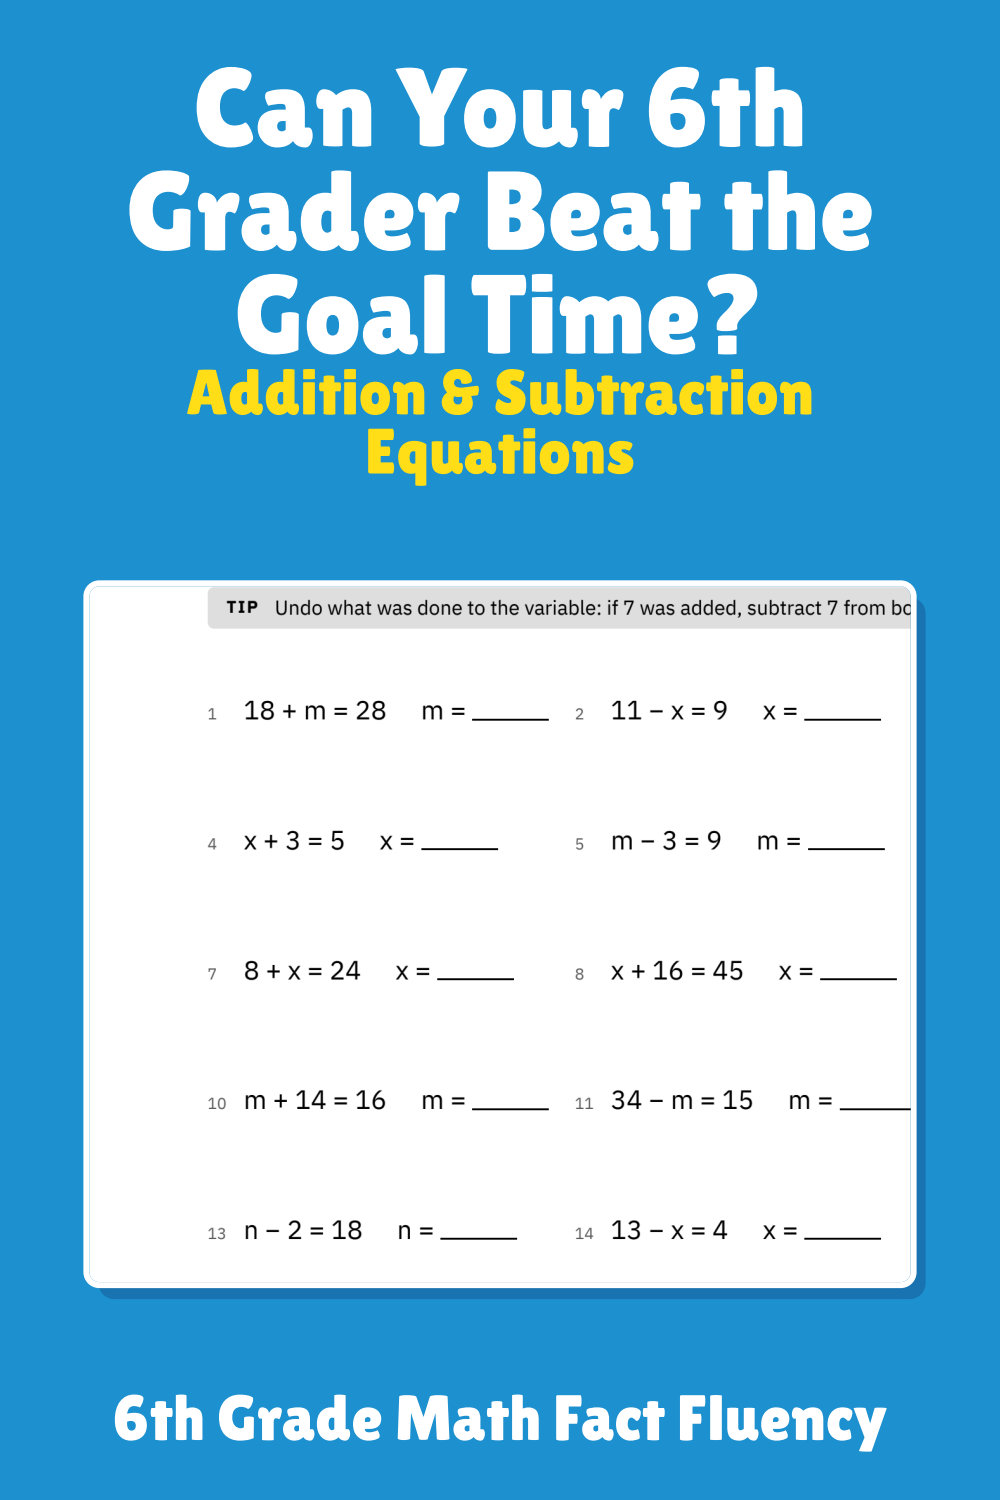 Can Your 6th
Grader Beat the
Goal Time?
Addition & Subtraction
Equations
TIP Undo what was done to the variable: if 7 was added, subtract 7 from
1 18 + m = 28 m = ______ 2 11 − x = 9 x = ______
4 x + 3 = 5 x = ______ 5 m − 3 = 9 m = ______
7 8 + x = 24 x = ______ 8 x + 16 = 45 x = ______
10 m + 14 = 16 m = ______ 11 34 − m = 15 m = ______
13 n − 2 = 18 n = ______ 14 13 − x = 4 x = ______
6th Grade Math Fact Fluency